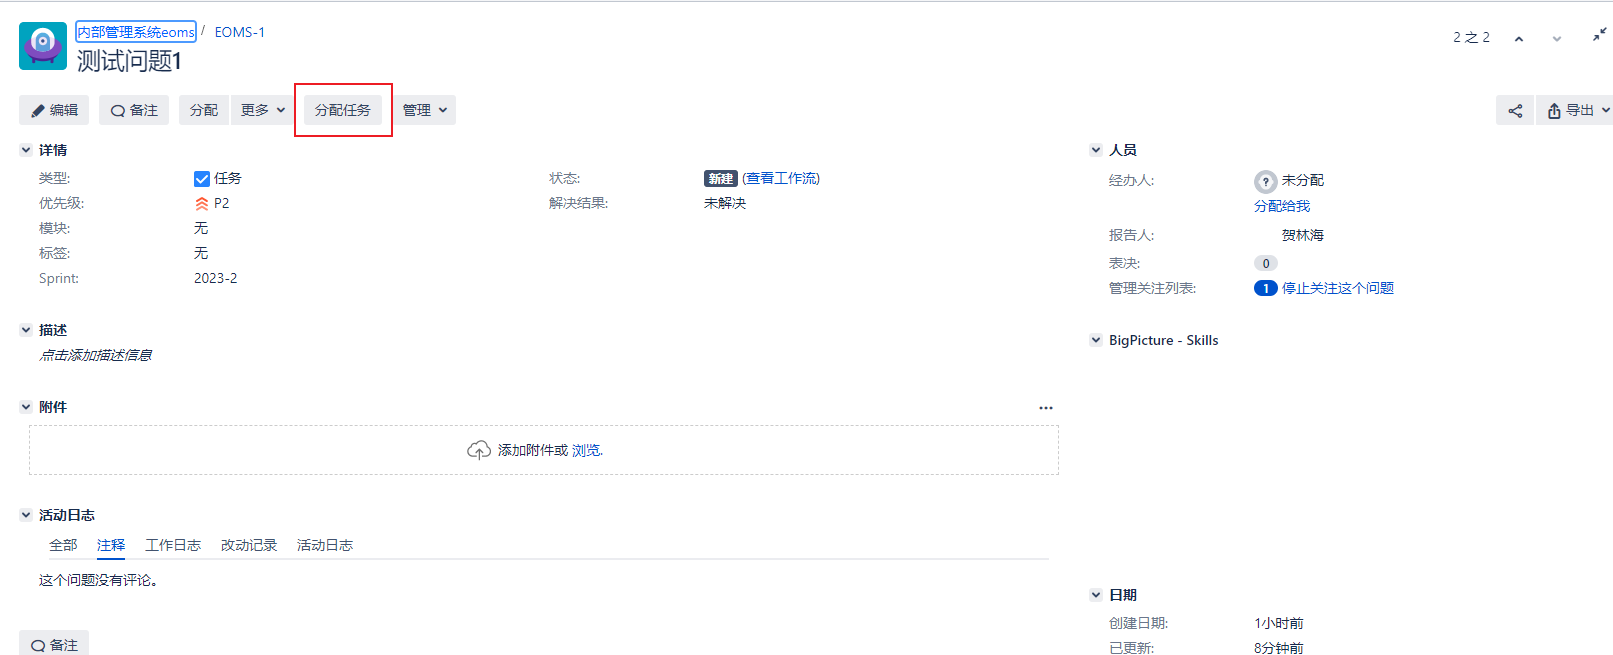 内部管理系统eoms / EOMS-1
2 之 2
测试问题1
编辑 备注 分配 更多 分配任务 管理 导出
详情
类型: 任务 状态: 新建 (查看工作流)
优先级: P2 解决结果: 未解决
模块: 无
标签: 无
Sprint: 2023-2
描述
点击添加描述信息
附件
添加附件或 浏览.
活动日志
全部 注释 工作日志 改动记录 活动日志
这个问题没有评论。
备注
人员
经办人: 未分配
分配给我
报告人: 贺林海
表决: 0
管理关注列表: 1 停止关注这个问题
BigPicture - Skills
日期
创建日期: 1小时前
已更新: 8分钟前